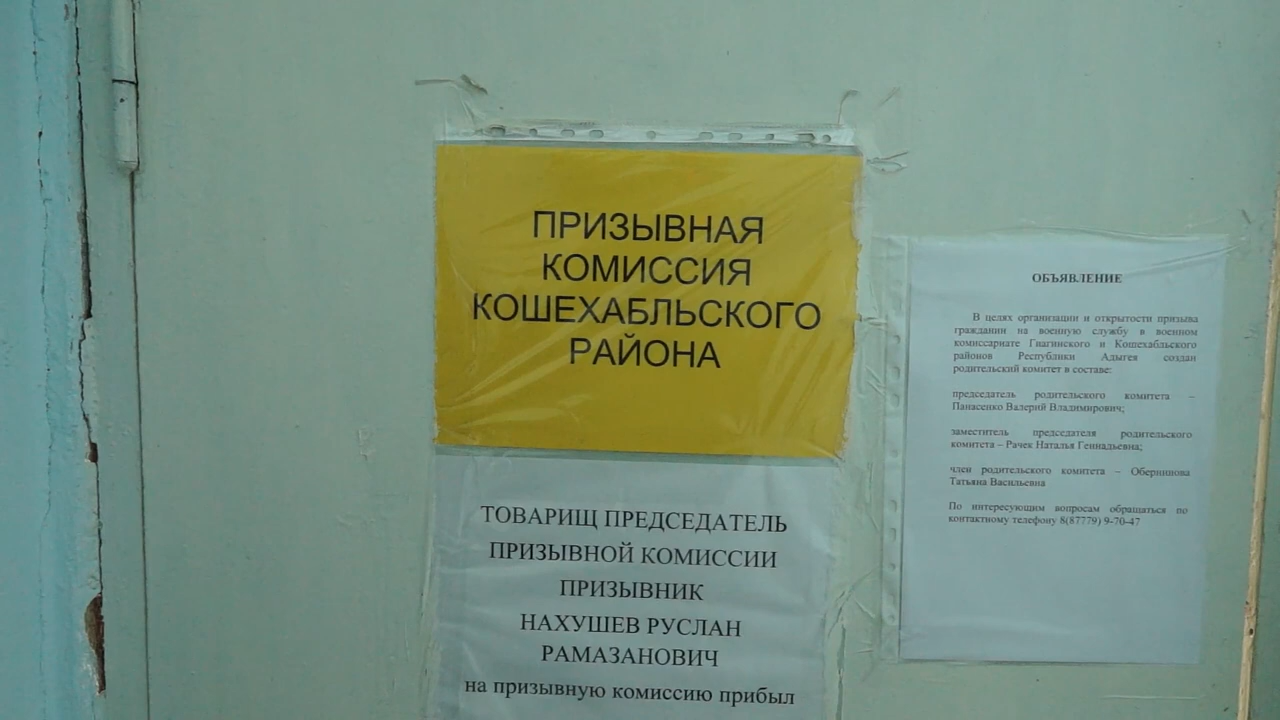 ПРИЗЫВНАЯ
КОМИССИЯ
КОШЕХАБЛЬСКОГО
РАЙОНА
ТОВАРИЩ ПРЕДСЕДАТЕЛЬ
ПРИЗЫВНОЙ КОМИССИИ
ПРИЗЫВНИК
НАХУШЕВ РУСЛАН
РАМАЗАНОВИЧ
на призывную комиссию прибыл
ОБЪЯВЛЕНИЕ
В целях организации и открытости призыва
граждании на военную службу в военном
комиссариате Гиагинского и Кошехабльского
районов Республики Адыгея создан
родительский комитет в составе:
председатель родительского комитета –
Панасенко Валерий Владимирович;
заместитель председателя родительского
комитета – Рачек Наталья Геннадьевна;
член родительского комитета –
Татьяна Васильевна
По интересующим вопросам обращаться по
контактному телефону 8(87779) 9-70-47